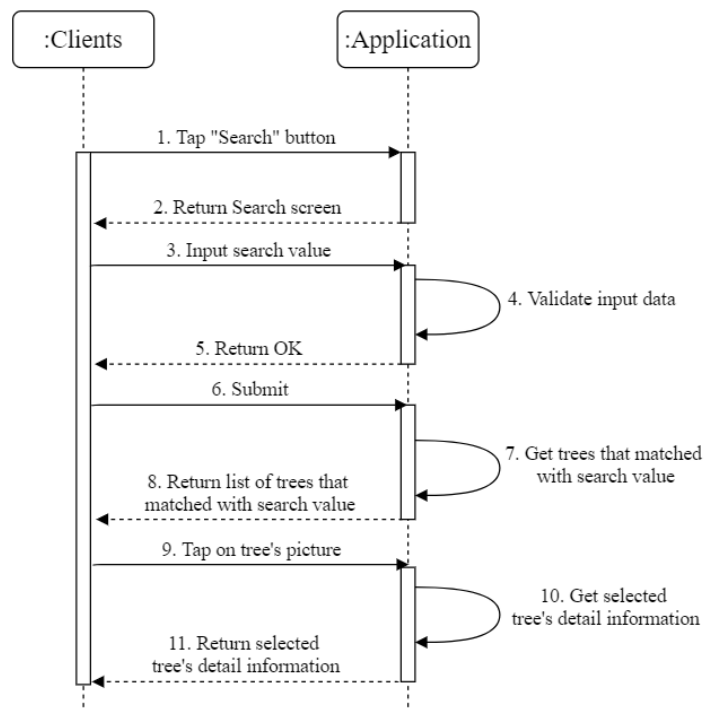 :Clients
:Application
1. Tap "Search" button
2. Return Search screen
3. Input search value
4. Validate input data
5. Return OK
6. Submit
7. Get trees that matched
with search value
8. Return list of trees that
matched with search value
9. Tap on tree's picture
10. Get selected
tree's detail information
11. Return selected
tree's detail information